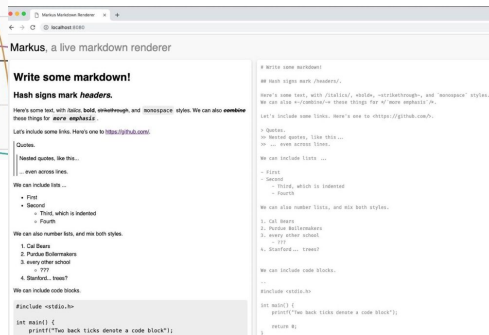 Markus Markdown Renderer
localhost:8080
Markus, a live markdown renderer
Write some markdown!
Hash signs mark headers.
Here's some text, with italics, bold, strikethrough, and monospace styles. We can also combine
these things for more emphasis .
Let's include some links. Here's one to https://github.com/.
Quotes.
Nested quotes, like this...
... even across lines.
We can include lists ...
• First
• Second
○ Third, which is indented
○ Fourth
We can also number lists, and mix both styles.
1. Cal Bears
2. Purdue Boilermakers
3. every other school
○ ???
4. Stanford... trees?
We can include code blocks.
#include <stdio.h>
int main() {
printf("Two back ticks denote a code block");
# Write some markdown!
## Hash signs mark /headers/.
Here's some text, with /italics/, *bold*, ~strikethrough~, and `monospace` styles.
We can also *~/combine/~* these things for */`more emphasis`/*.
Let's include some links. Here's one to <https://github.com/>.
> Quotes.
>> Nested quotes, like this ...
>> ... even across lines.
We can include lists ...
- First
- Second
- Third, which is indented
- Fourth
We can also number lists, and mix both styles.
1. Cal Bears
2. Purdue Boilermakers
3. every other school
- ???
4. Stanford ... trees?
We can include code blocks.
``
#include <stdio.h>
int main() {
printf("Two back ticks denote a code block");
return 0;
}